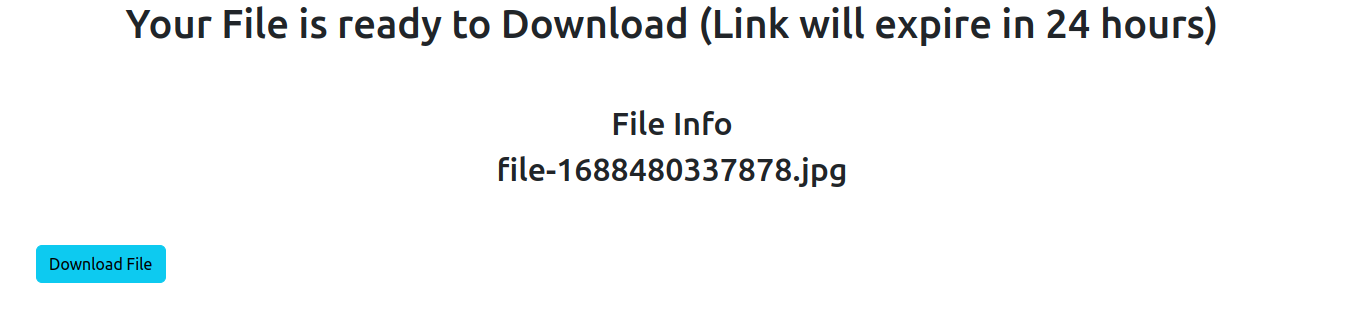 Your File is ready to Download (Link will expire in 24 hours)
File Info
file-1688480337878.jpg
Download File